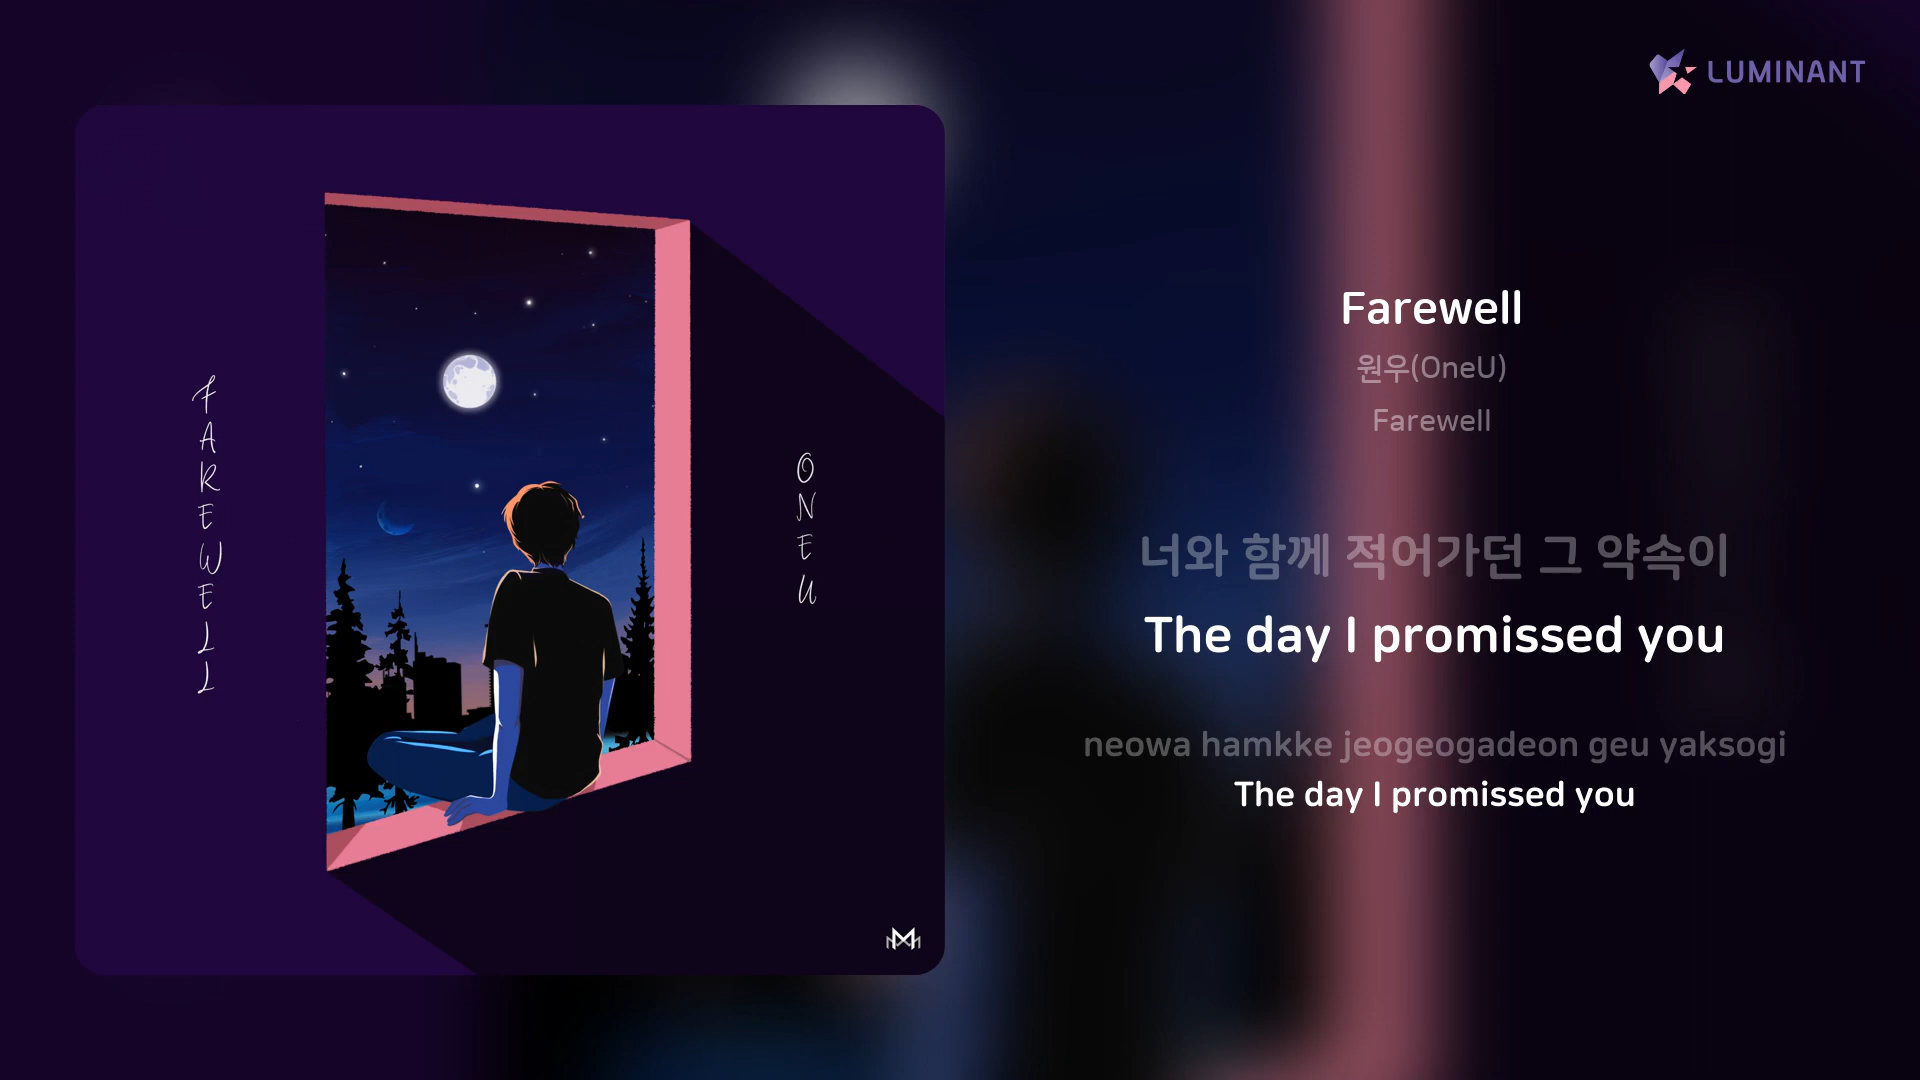 LUMINANT
FAREWELL
ONEU
Farewell
원우(OneU)
Farewell
너와 함께 적어가던 그 약속이
The day I promissed you
neowa hamkke jeogeogadeon geu yaksogi
The day I promissed you